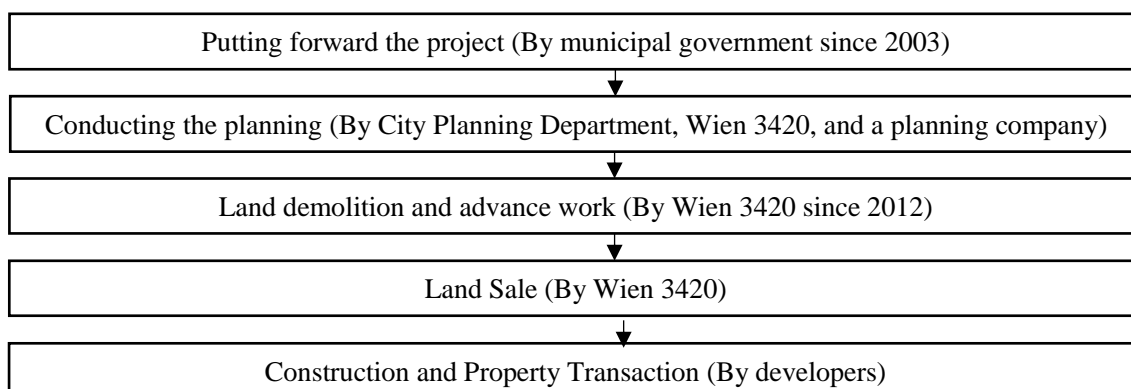 Putting forward the project (By municipal government since 2003)
Conducting the planning (By City Planning Department, Wien 3420, and a planning company)
Land demolition and advance work (By Wien 3420 since 2012)
Land Sale (By Wien 3420)
Construction and Property Transaction (By developers)